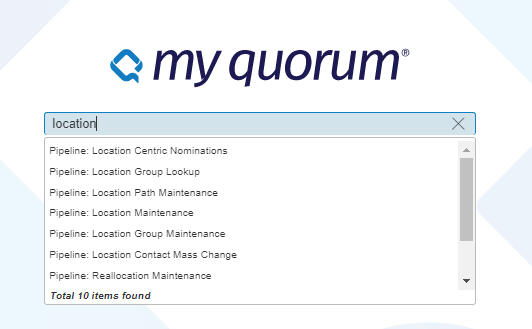 my quorum®
location
Pipeline: Location Centric Nominations
Pipeline: Location Group Lookup
Pipeline: Location Path Maintenance
Pipeline: Location Maintenance
Pipeline: Location Group Maintenance
Pipeline: Location Contact Mass Change
Pipeline: Reallocation Maintenance
Total 10 items found